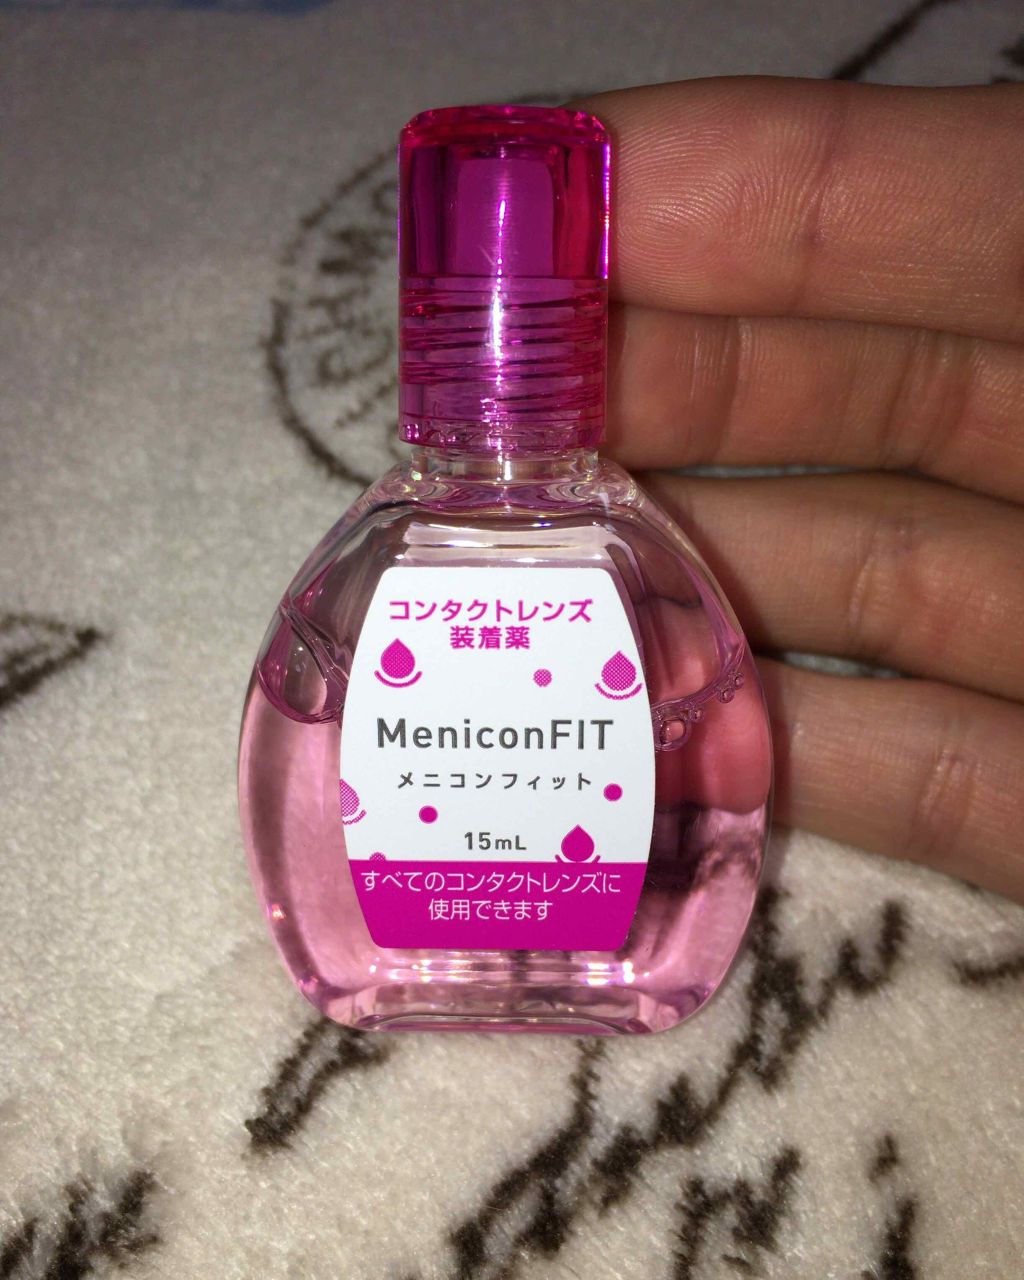 コンタクトレンズ
装着薬
MeniconFIT
メニコンフィット
15mL
すべてのコンタクトレンズに
使用できます